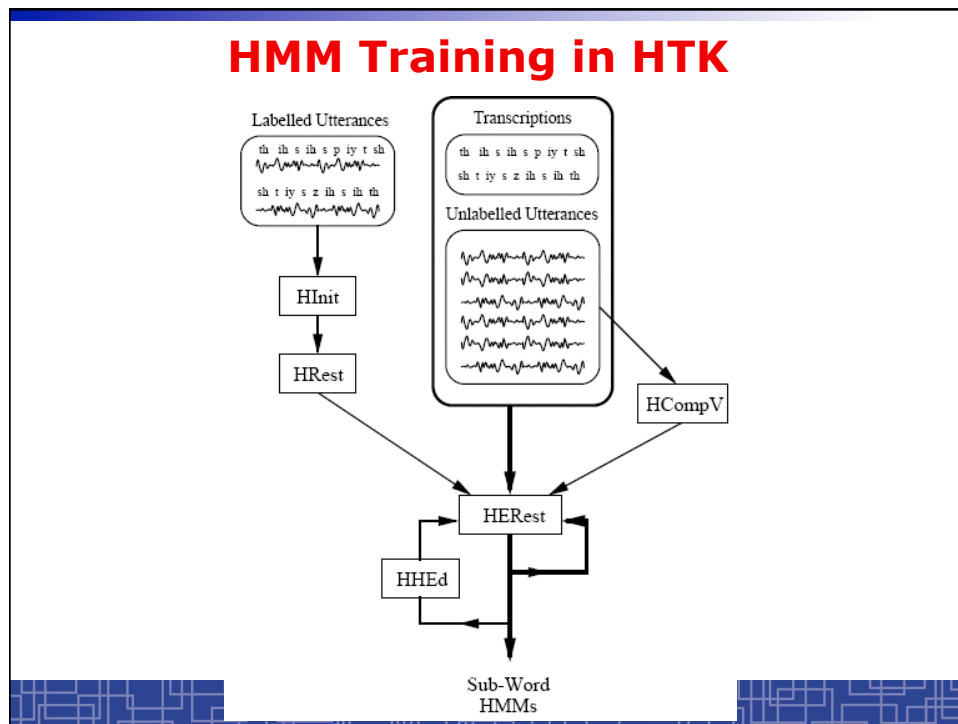 HMM Training in HTK
Labelled Utterances
th ih s ih s p iy t sh
sh t iy s z ih s ih th
Transcriptions
th ih s ih s p iy t sh
sh t iy s z ih s ih th
Unlabelled Utterances
HInit
HRest
HCompV
HERest
HHEd
Sub-Word
HMMs